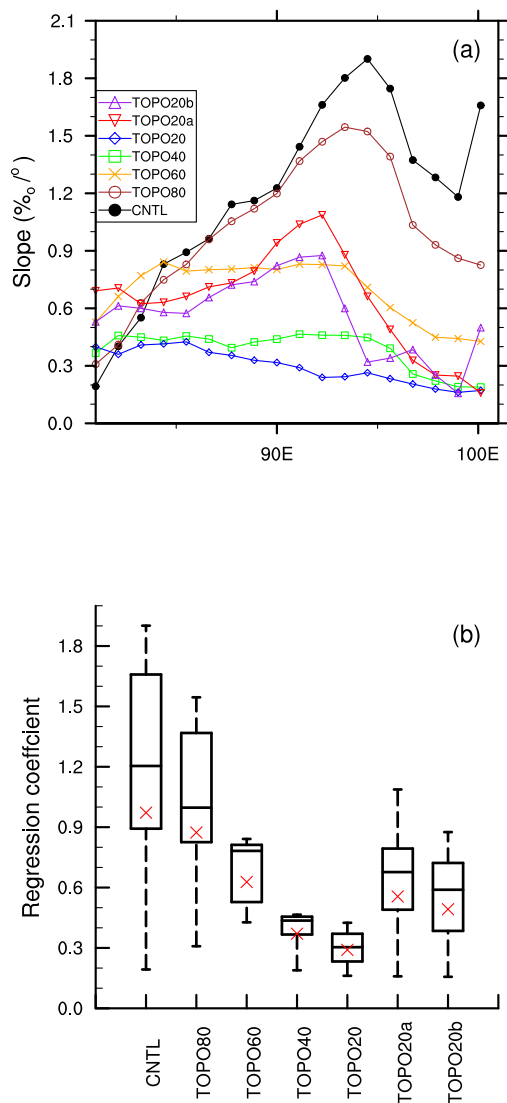 (a)
2.1
1.8
1.5
1.2
0.9
0.6
0.3
0.0
Slope (‰/°)
TOPO20b
TOPO20a
TOPO20
TOPO40
TOPO60
TOPO80
CNTL
90E
100E
(b)
1.8
1.5
1.2
0.9
0.6
0.3
0.0
Regression coeffcient
CNTL
TOPO80
TOPO60
TOPO40
TOPO20
TOPO20a
TOPO20b